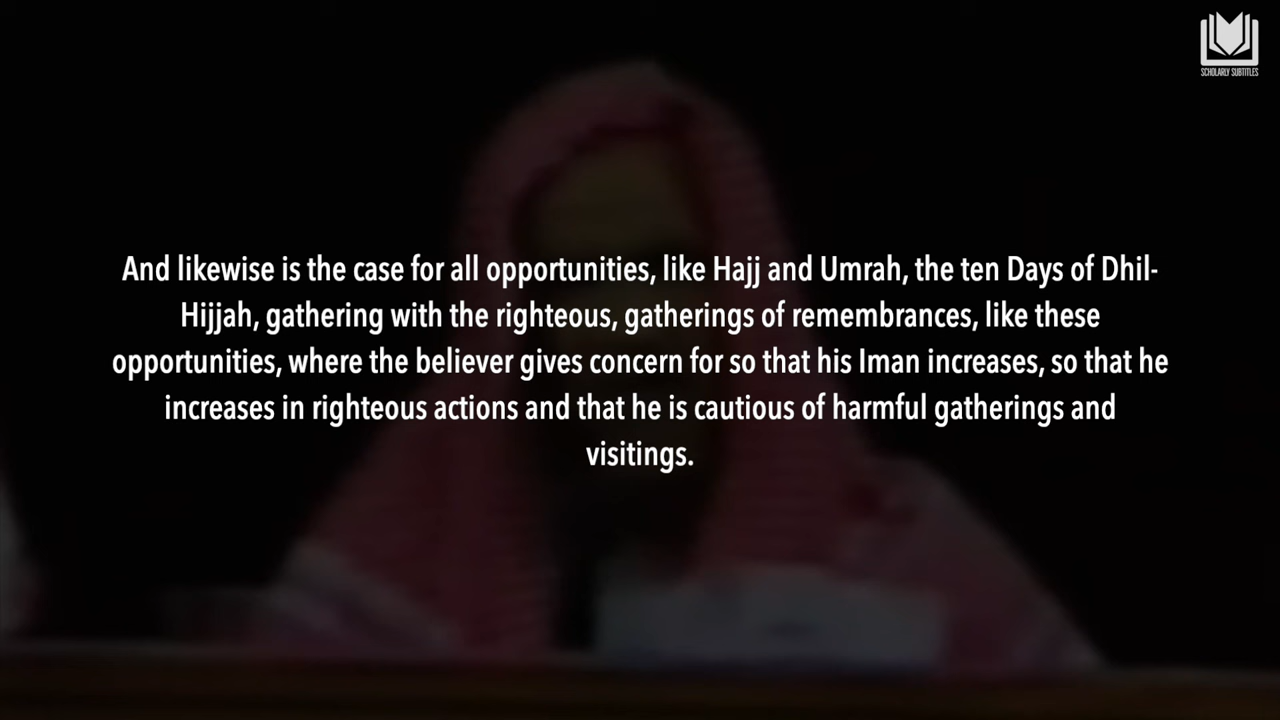 SCHOLARLY SUBTITLES
And likewise is the case for all opportunities, like Hajj and Umrah, the ten Days of Dhil-
Hijjah, gathering with the righteous, gatherings of remembrances, like these
opportunities, where the believer gives concern for so that his Iman increases, so that he
increases in righteous actions and that he is cautious of harmful gatherings and
visitings.